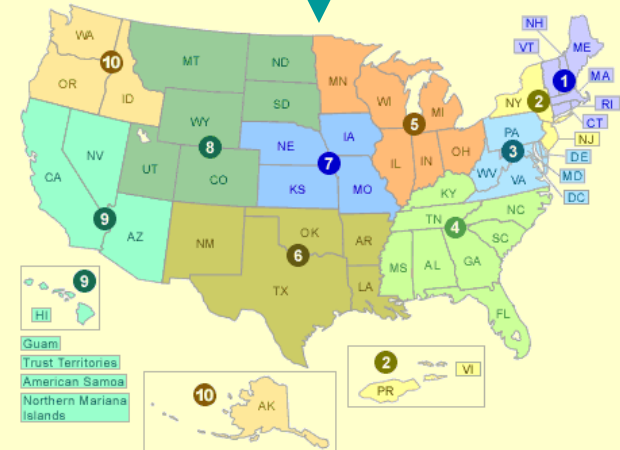 NH
ME
VT
WA
10
MT
ND
MN
1
MA
OR
ID
SD
WI
MI
NY
2
RI
CT
WY
5
NJ
8
NE
IA
PA
3
DE
NV
UT
CO
7
IL
IN
OH
WV
VA
MD
CA
KS
MO
KY
DC
9
AZ
NM
OK
AR
TN
4
NC
6
SC
MS
AL
GA
TX
LA
FL
9
HI
Guam
Trust Territories
American Samoa
Northern Mariana
Islands
10
AK
2
VI
PR